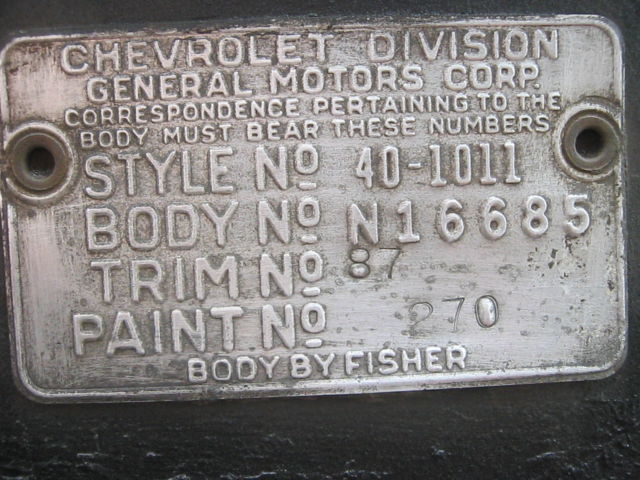 CHEVROLET DIVISION
GENERAL MOTORS CORP.
CORRESPONDENCE PERTAINING TO THE
BODY MUST BEAR THESE NUMBERS
STYLE Nº 40-1011
BODY Nº N16685
TRIM Nº 87
PAINT Nº 270
BODY BY FISHER